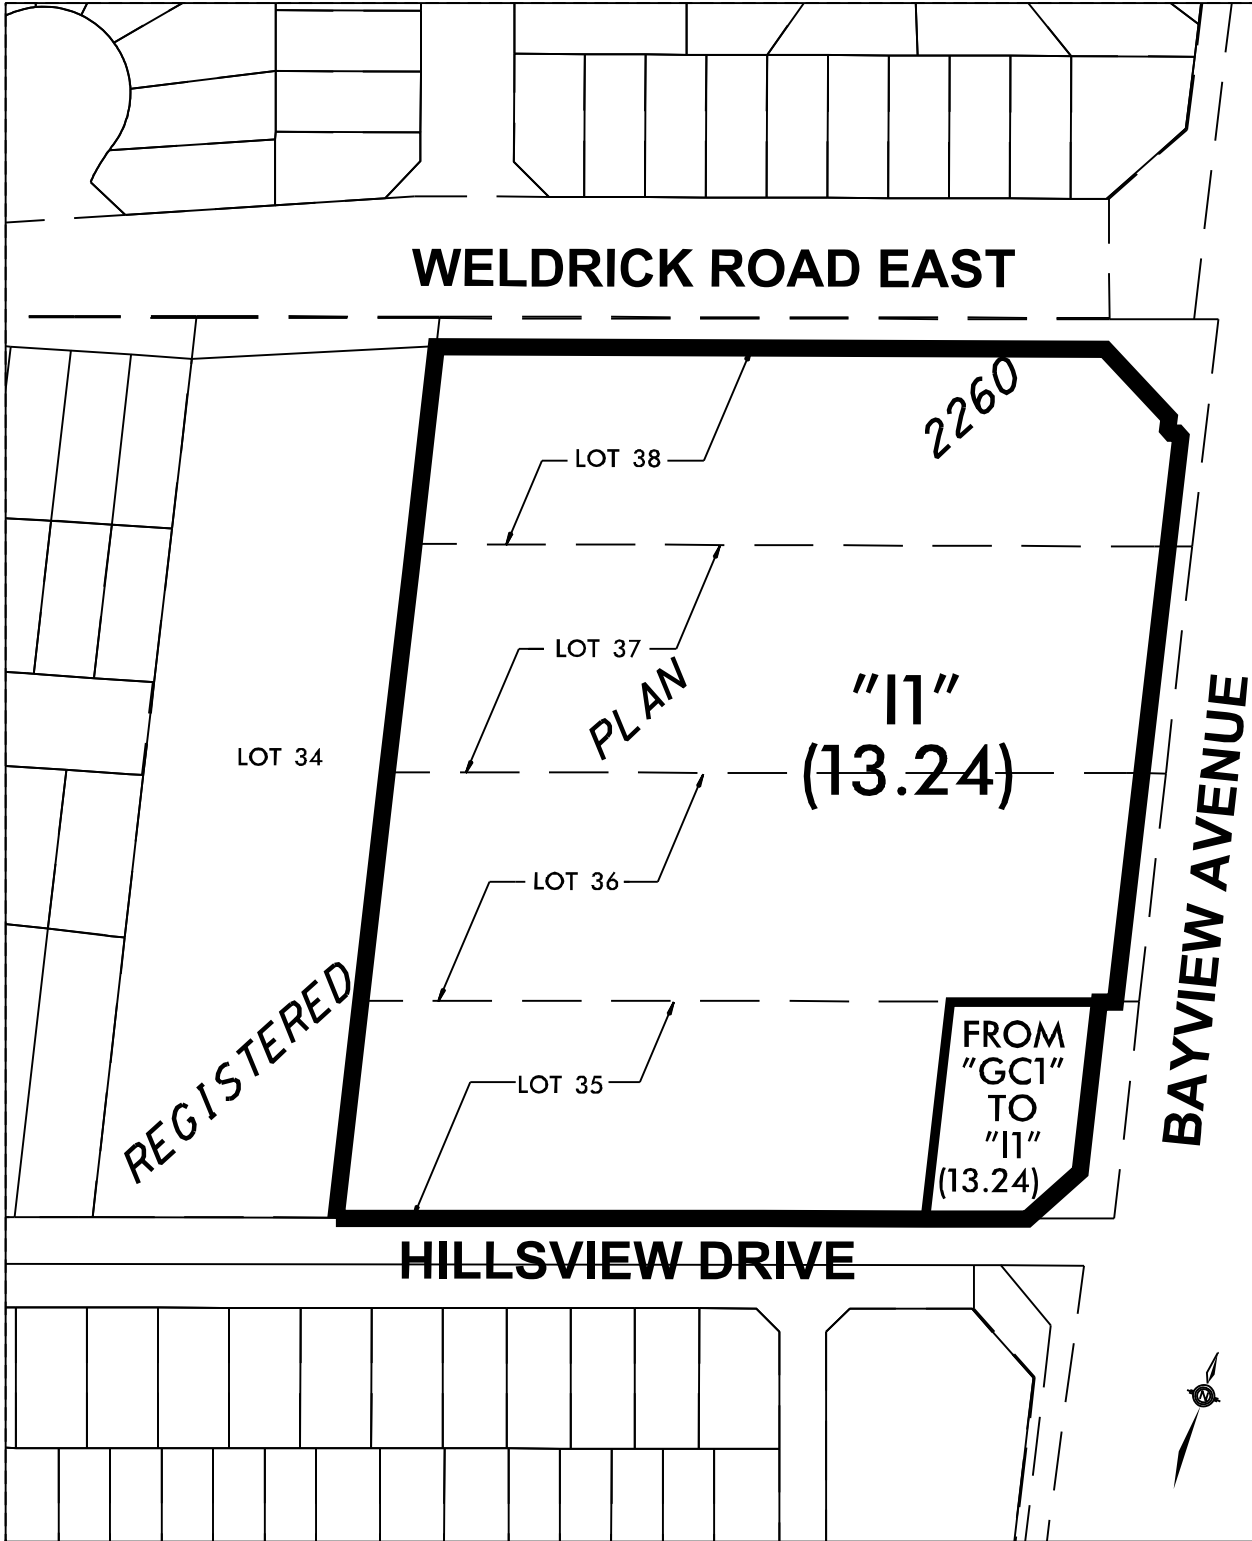 WELDRICK ROAD EAST
2260
LOT 38
LOT 37
PLAN
"I1"
(13.24)
LOT 34
BAYVIEW AVENUE
LOT 36
REGISTERED
FROM
"GC1"
TO
"I1"
(13.24)
LOT 35
HILLSVIEW DRIVE
N